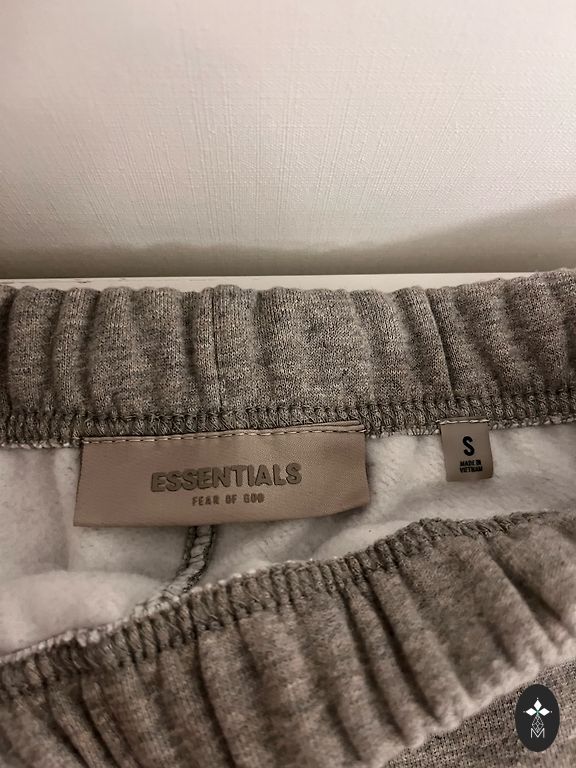 ESSENTIALS
FEAR OF GOD
S
MADE IN
VIETNAM
M